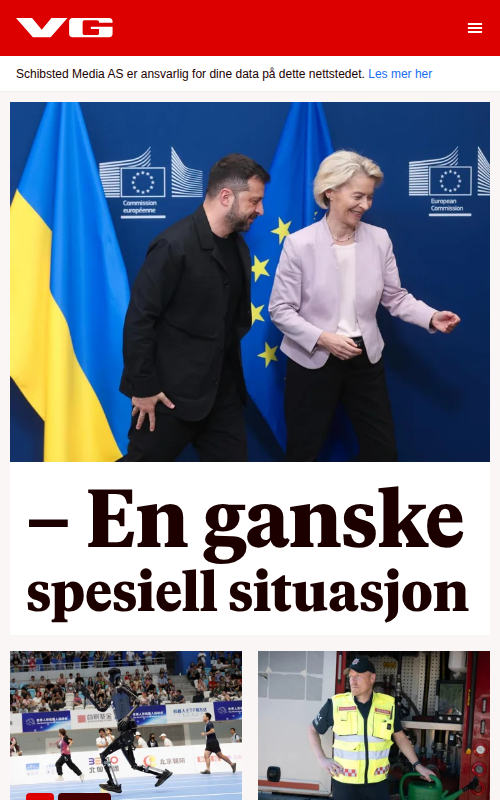 VG
Schibsted Media AS er ansvarlig for dine data på dette nettstedet. Les mer her
Commission
européenne
European
Commission
– En ganske
spesiell situasjon